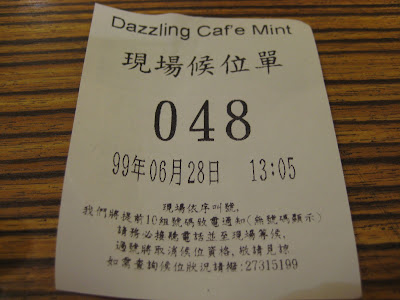 Dazzling Caf'e Mint
現場候位單
048
99年06月28日 13:05
現場依序叫號,
我們將提前10組號碼致電通知(無號碼顯示)
請務必接聽電話並至現場等候,
過號將取消候位資格,敬請見諒
如需查詢候位狀況請撥:27315199